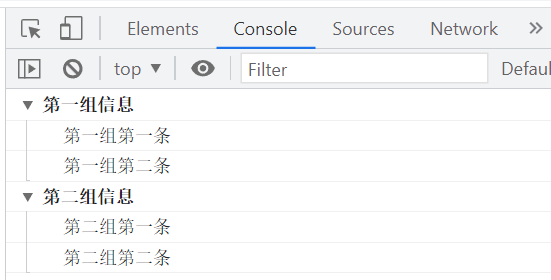 Elements Console Sources Network
top Filter Defaul
第一组信息
第一组第一条
第一组第二条
第二组信息
第二组第一条
第二组第二条